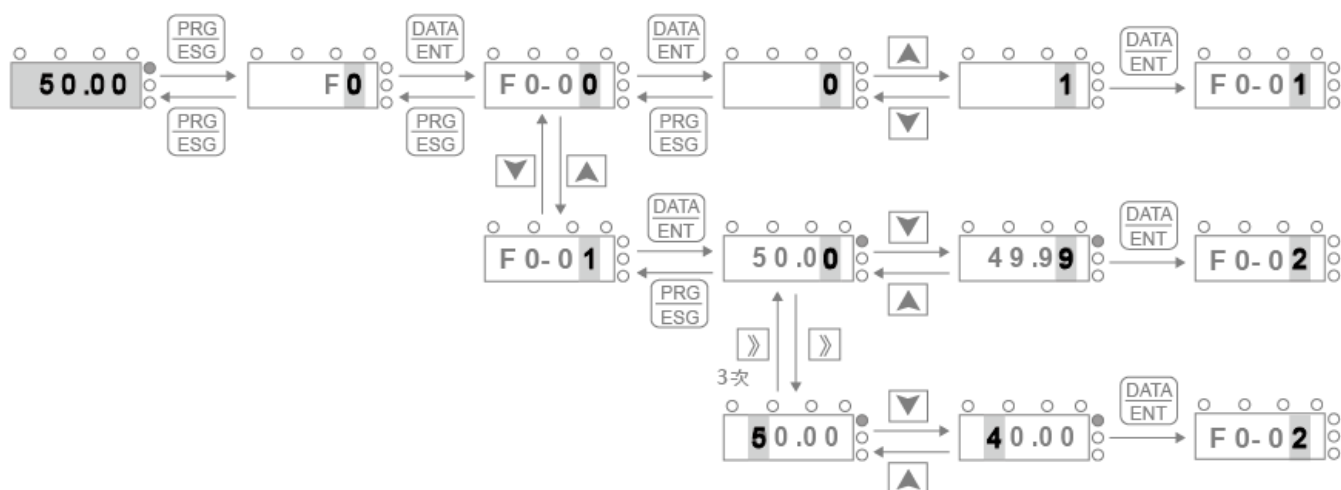 PRG
ESG
DATA
ENT
DATA
ENT
DATA
ENT
50.00
F0
F0-00
0
1
F0-01
PRG
ESG
PRG
ESG
PRG
ESG
DATA
ENT
DATA
ENT
F0-01
50.00
49.99
F0-02
PRG
ESG
》
》
3次
DATA
ENT
50.00
40.00
F0-02